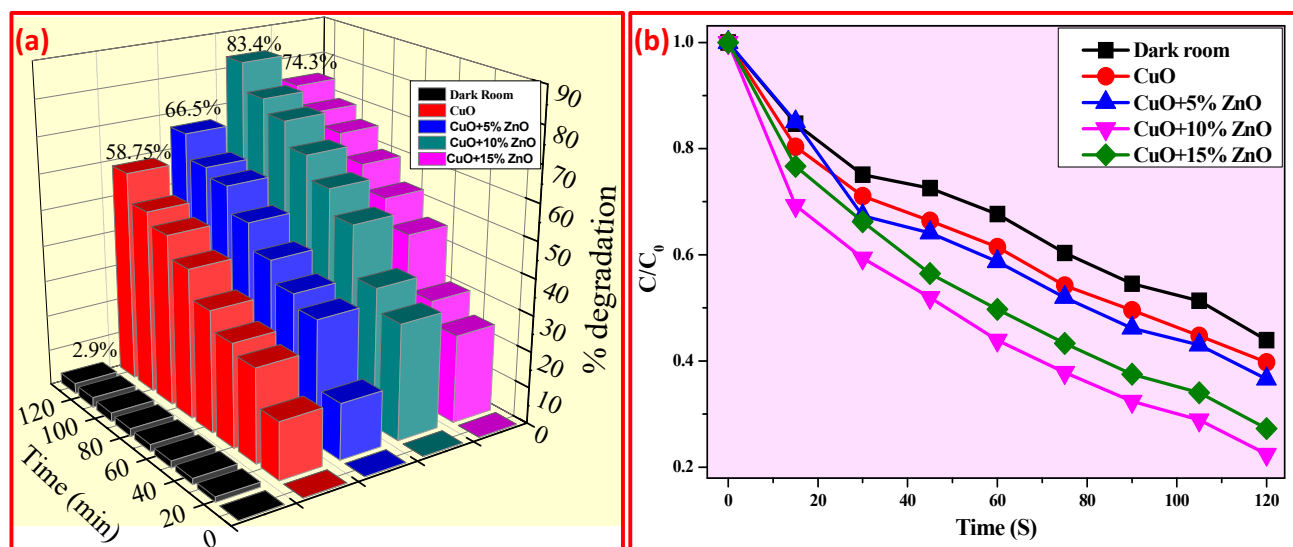 (a)
83.4%
74.3%
66.5%
58.75%
2.9%
Dark Room
CuO
CuO+5% ZnO
CuO+10% ZnO
CuO+15% ZnO
90
80
70
60
50
40
30
20
10
0
% degradation
120
100
80
60
40
20
0
Time (min)
(b)
Dark room
CuO
CuO+5% ZnO
CuO+10% ZnO
CuO+15% ZnO
1.0
0.8
0.6
0.4
0.2
C/C0
0
20
40
60
80
100
120
Time (S)